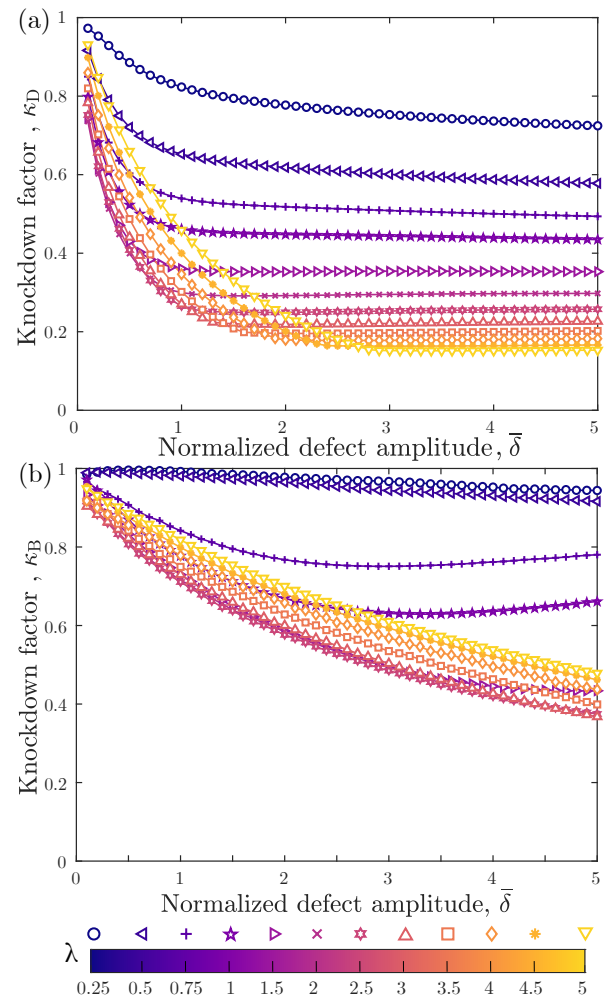 (a)
Knockdown factor , κD
1
0.8
0.6
0.4
0.2
0
0 1 2 3 4 5
Normalized defect amplitude, δ̄
(b)
Knockdown factor , κB
1
0.8
0.6
0.4
0.2
0
0 1 2 3 4 5
Normalized defect amplitude, δ̄
λ
0.25 0.5 0.75 1 1.5 2 2.5 3 3.5 4 4.5 5